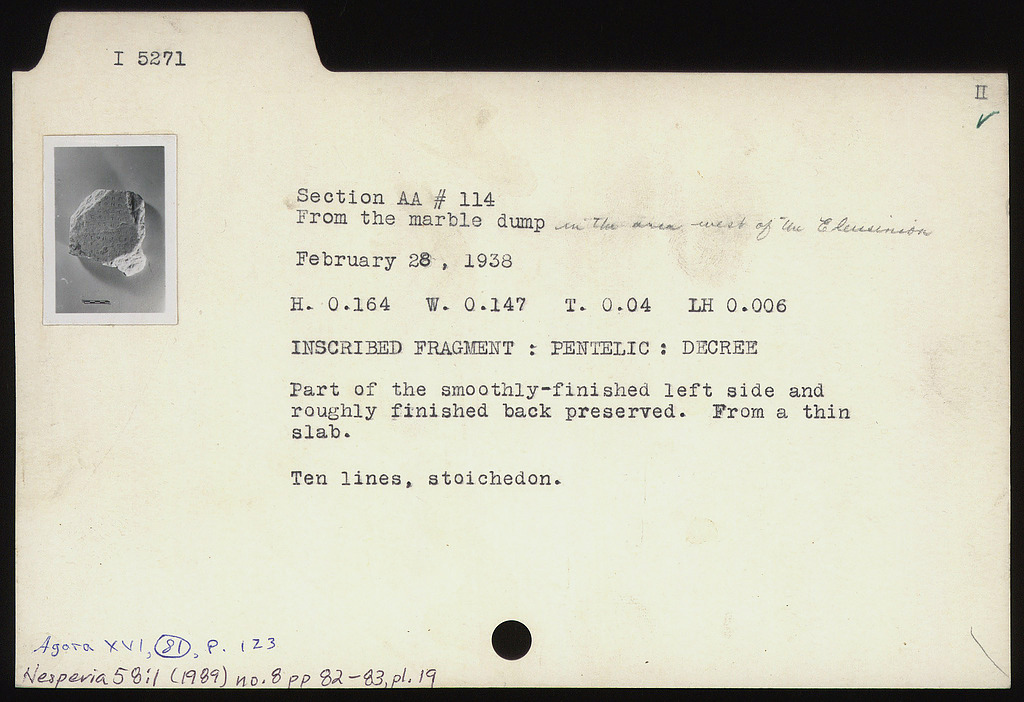 I 5271
II
Section AA # 114
From the marble dump in the area west of the Eleusinion
February 28, 1938
H. 0.164 W. 0.147 T. 0.04 LH 0.006
INSCRIBED FRAGMENT : PENTELIC : DECREE
Part of the smoothly-finished left side and
roughly finished back preserved. From a thin
slab.
Ten lines, stoichedon.
Agora XVI, 81, P. 123
Hesperia 58:1 (1989) no. 8 pp 82-83, pl. 19